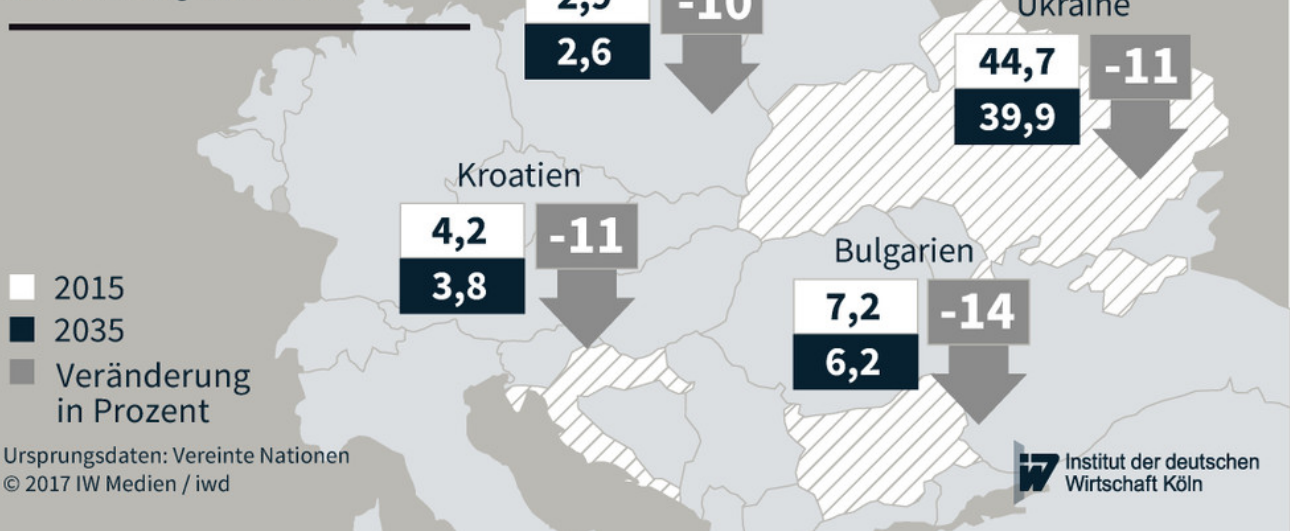 2,9
-10
2,6
Ukraine
44,7
-11
39,9
Kroatien
4,2
-11
3,8
Bulgarien
7,2
-14
6,2
2015
2035
Veränderung
in Prozent
Ursprungsdaten: Vereinte Nationen
© 2017 IW Medien / iwd
Institut der deutschen
Wirtschaft Köln